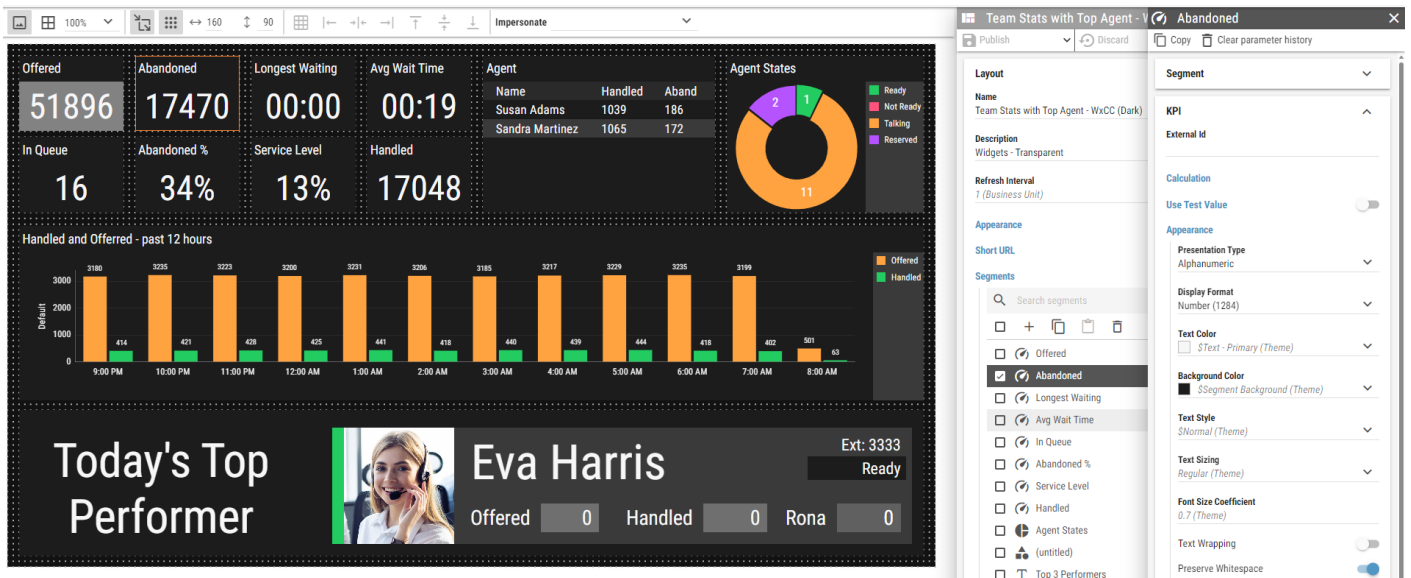 100%
160
90
Impersonate
Offered
Abandoned
Longest Waiting
Avg Wait Time
51896
17470
00:00
00:19
In Queue
Abandoned %
Service Level
Handled
16
34%
13%
17048
Agent
Name Handled Aband
Susan Adams 1039 186
Sandra Martinez 1065 172
Agent States
2
1
11
Ready
Not Ready
Talking
Reserved
Handled and Offerred - past 12 hours
Default
3000
2000
1000
0
3180 3235 3223 3200 3231 3206 3185 3217 3229 3235 3199 501
414 421 428 425 441 418 440 439 444 418 402 63
9:00 PM 10:00 PM 11:00 PM 12:00 AM 1:00 AM 2:00 AM 3:00 AM 4:00 AM 5:00 AM 6:00 AM 7:00 AM 8:00 AM
Offered
Handled
Today's Top
Performer
Eva Harris
Ext: 3333
Ready
Offered 0 Handled 0 Rona 0
Team Stats with Top Agent -
Publish
Discard
Layout
Name
Team Stats with Top Agent - WxCC (Dark)
Description
Widgets - Transparent
Refresh Interval
1 (Business Unit)
Appearance
Short URL
Segments
Search segments
Offered
Abandoned
Longest Waiting
Avg Wait Time
In Queue
Abandoned %
Service Level
Handled
Agent States
(untitled)
Top 3 Performers
Abandoned
Copy
Clear parameter history
Segment
KPI
External Id
Calculation
Use Test Value
Appearance
Presentation Type
Alphanumeric
Display Format
Number (1284)
Text Color
$Text - Primary (Theme)
Background Color
$Segment Background (Theme)
Text Style
$Normal (Theme)
Text Sizing
Regular (Theme)
Font Size Coefficient
0.7 (Theme)
Text Wrapping
Preserve Whitespace